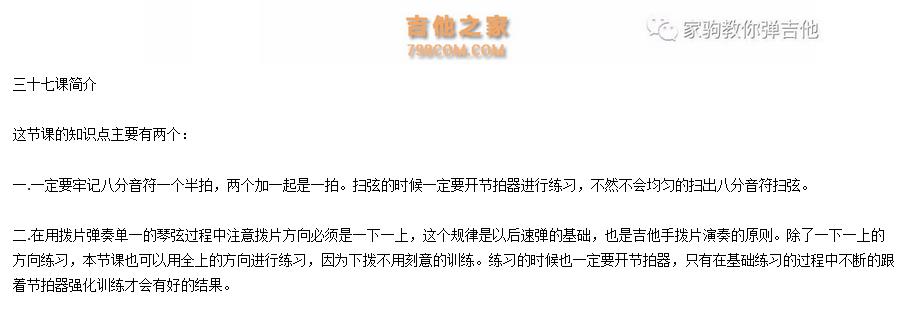 吉他之家
798COM.COM
家驹教你弹吉他
三十七课简介
这节课的知识点主要有两个：
一.一定要牢记八分音符一个半拍，两个加一起是一拍。扫弦的时候一定要开节拍器进行练习，不然不会均匀的扫出八分音符扫弦。
二.在用拨片弹奏单一的琴弦过程中注意拨片方向必须是一下一上，这个规律是以后速弹的基础，也是吉他手拨片演奏的原则。除了一下一上的
方向练习，本节课也可以用全上的方向进行练习，因为下拨不用刻意的训练。练习的时候也一定要开节拍器，只有在基础练习的过程中不断的跟
着节拍器强化训练才会有好的结果。